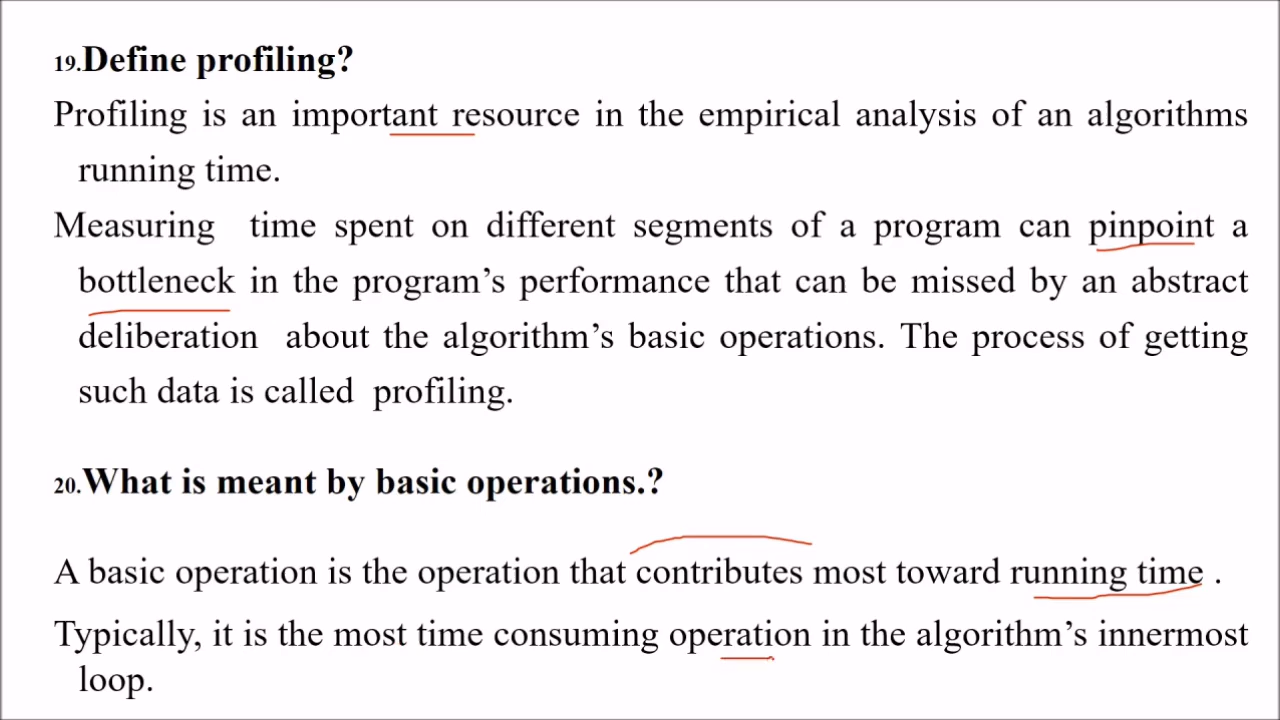 19.Define profiling?
Profiling is an important resource in the empirical analysis of an algorithms
running time.
Measuring time spent on different segments of a program can pinpoint a
bottleneck in the program’s performance that can be missed by an abstract
deliberation about the algorithm’s basic operations. The process of getting
such data is called profiling.
20.What is meant by basic operations.?
A basic operation is the operation that contributes most toward running time .
Typically, it is the most time consuming operation in the algorithm’s innermost
loop.